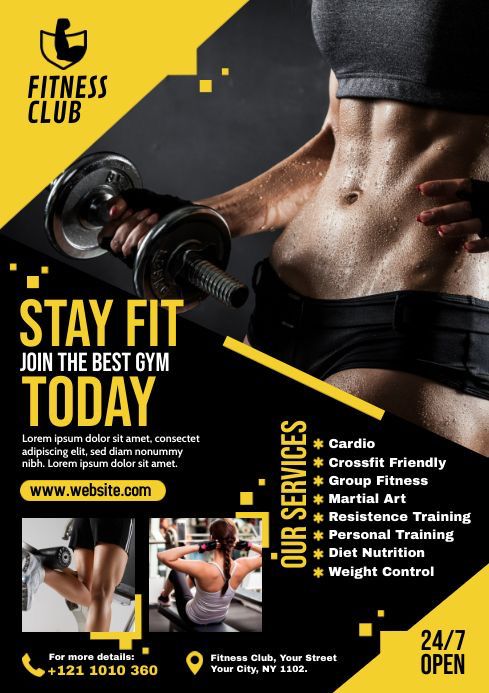 FITNESS
CLUB
STAY FIT
JOIN THE BEST GYM
TODAY
Lorem ipsum dolor sit amet, consectet
adipiscing elit, sed diam nonummy
nibh. Lorem ipsum dolor sit amet.
www.website.com
OUR SERVICES
Cardio
Crossfit Friendly
Group Fitness
Martial Art
Resistence Training
Personal Training
Diet Nutrition
Weight Control
For more details:
+121 1010 360
Fitness Club, Your Street
Your City, NY 1102.
24/7
OPEN